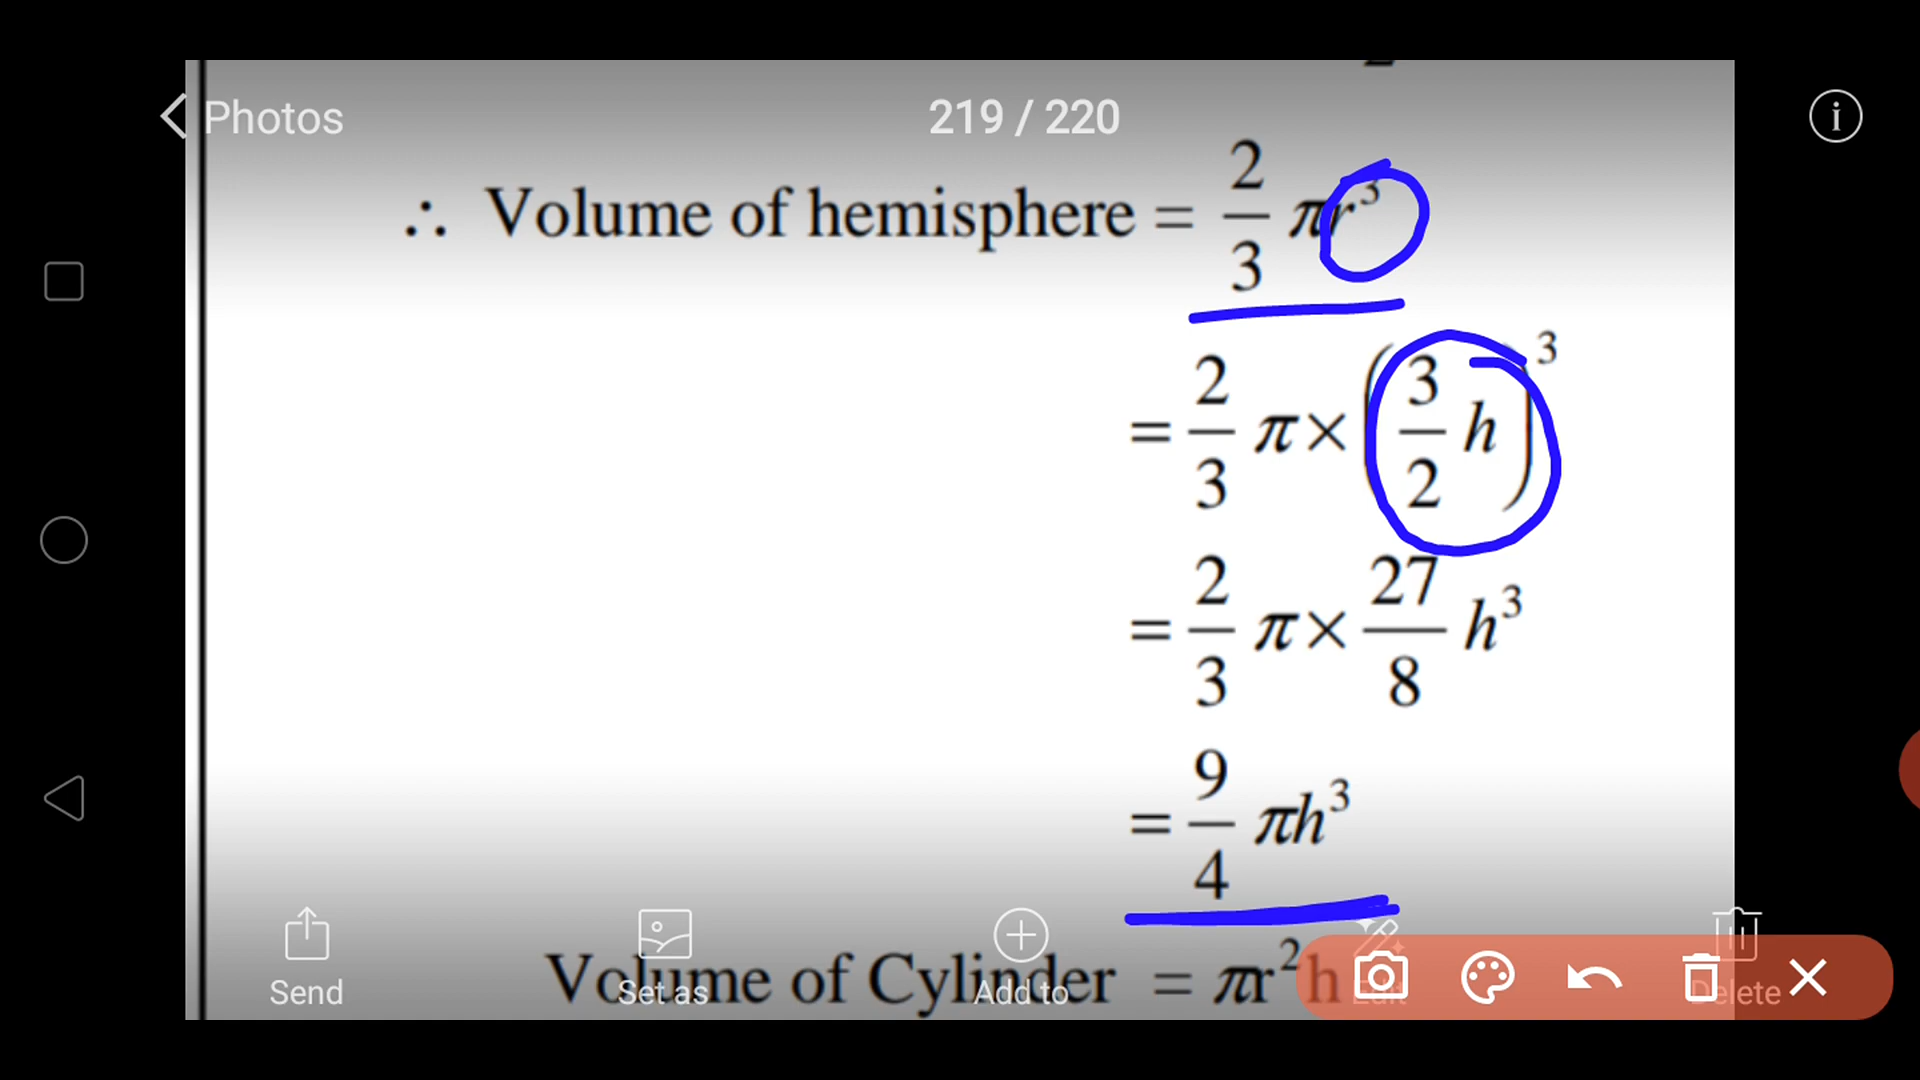 Photos
219 / 220
∴ Volume of hemisphere = 2/3 πr³
= 2/3 π × (3/2 h)³
= 2/3 π × 27/8 h³
= 9/4 πh³
Volume of Cylinder = πr²h
Send
Set as
Add to
Edit
Delete